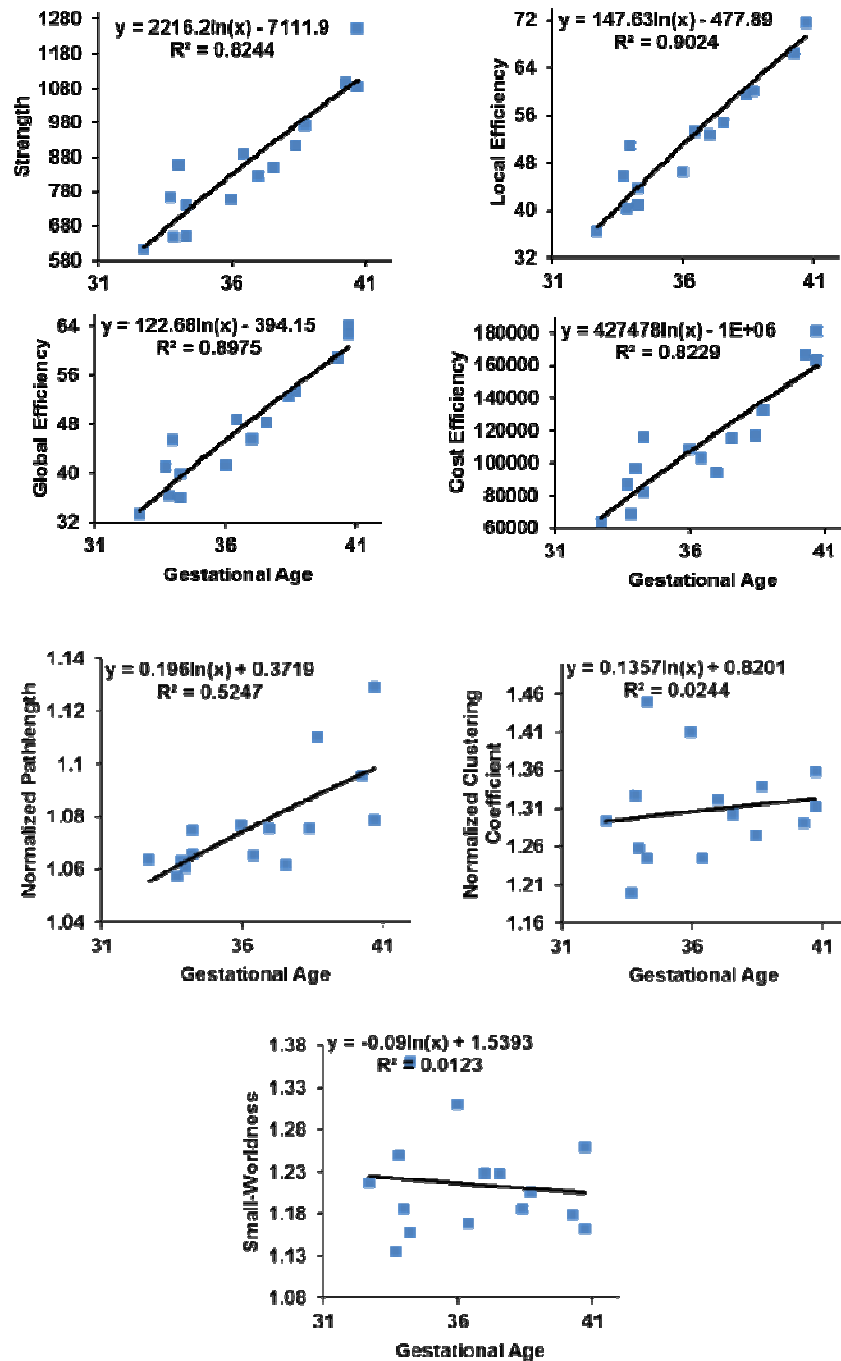 y = 2216.2ln(x) - 7111.9
R² = 0.8244
Strength
1280
1180
1080
980
880
780
680
580
31 36 41
y = 147.63ln(x) - 477.89
R² = 0.9024
Local Efficiency
72
64
56
48
40
32
31 36 41
y = 122.68ln(x) - 394.15
R² = 0.8975
Global Efficiency
64
56
48
40
32
31 36 41
Gestational Age
y = 427478ln(x) - 1E+06
R² = 0.8229
Cost Efficiency
180000
160000
140000
120000
100000
80000
60000
31 36 41
Gestational Age
y = 0.196ln(x) + 0.3719
R² = 0.5247
Normalized Pathlength
1.14
1.12
1.1
1.08
1.06
1.04
31 36 41
Gestational Age
y = 0.1357ln(x) + 0.8201
R² = 0.0244
Normalized Clustering
Coefficient
1.46
1.41
1.36
1.31
1.26
1.21
1.16
31 36 41
Gestational Age
y = -0.09ln(x) + 1.5393
R² = 0.0123
Small-Worldness
1.38
1.33
1.28
1.23
1.18
1.13
1.08
31 36 41
Gestational Age